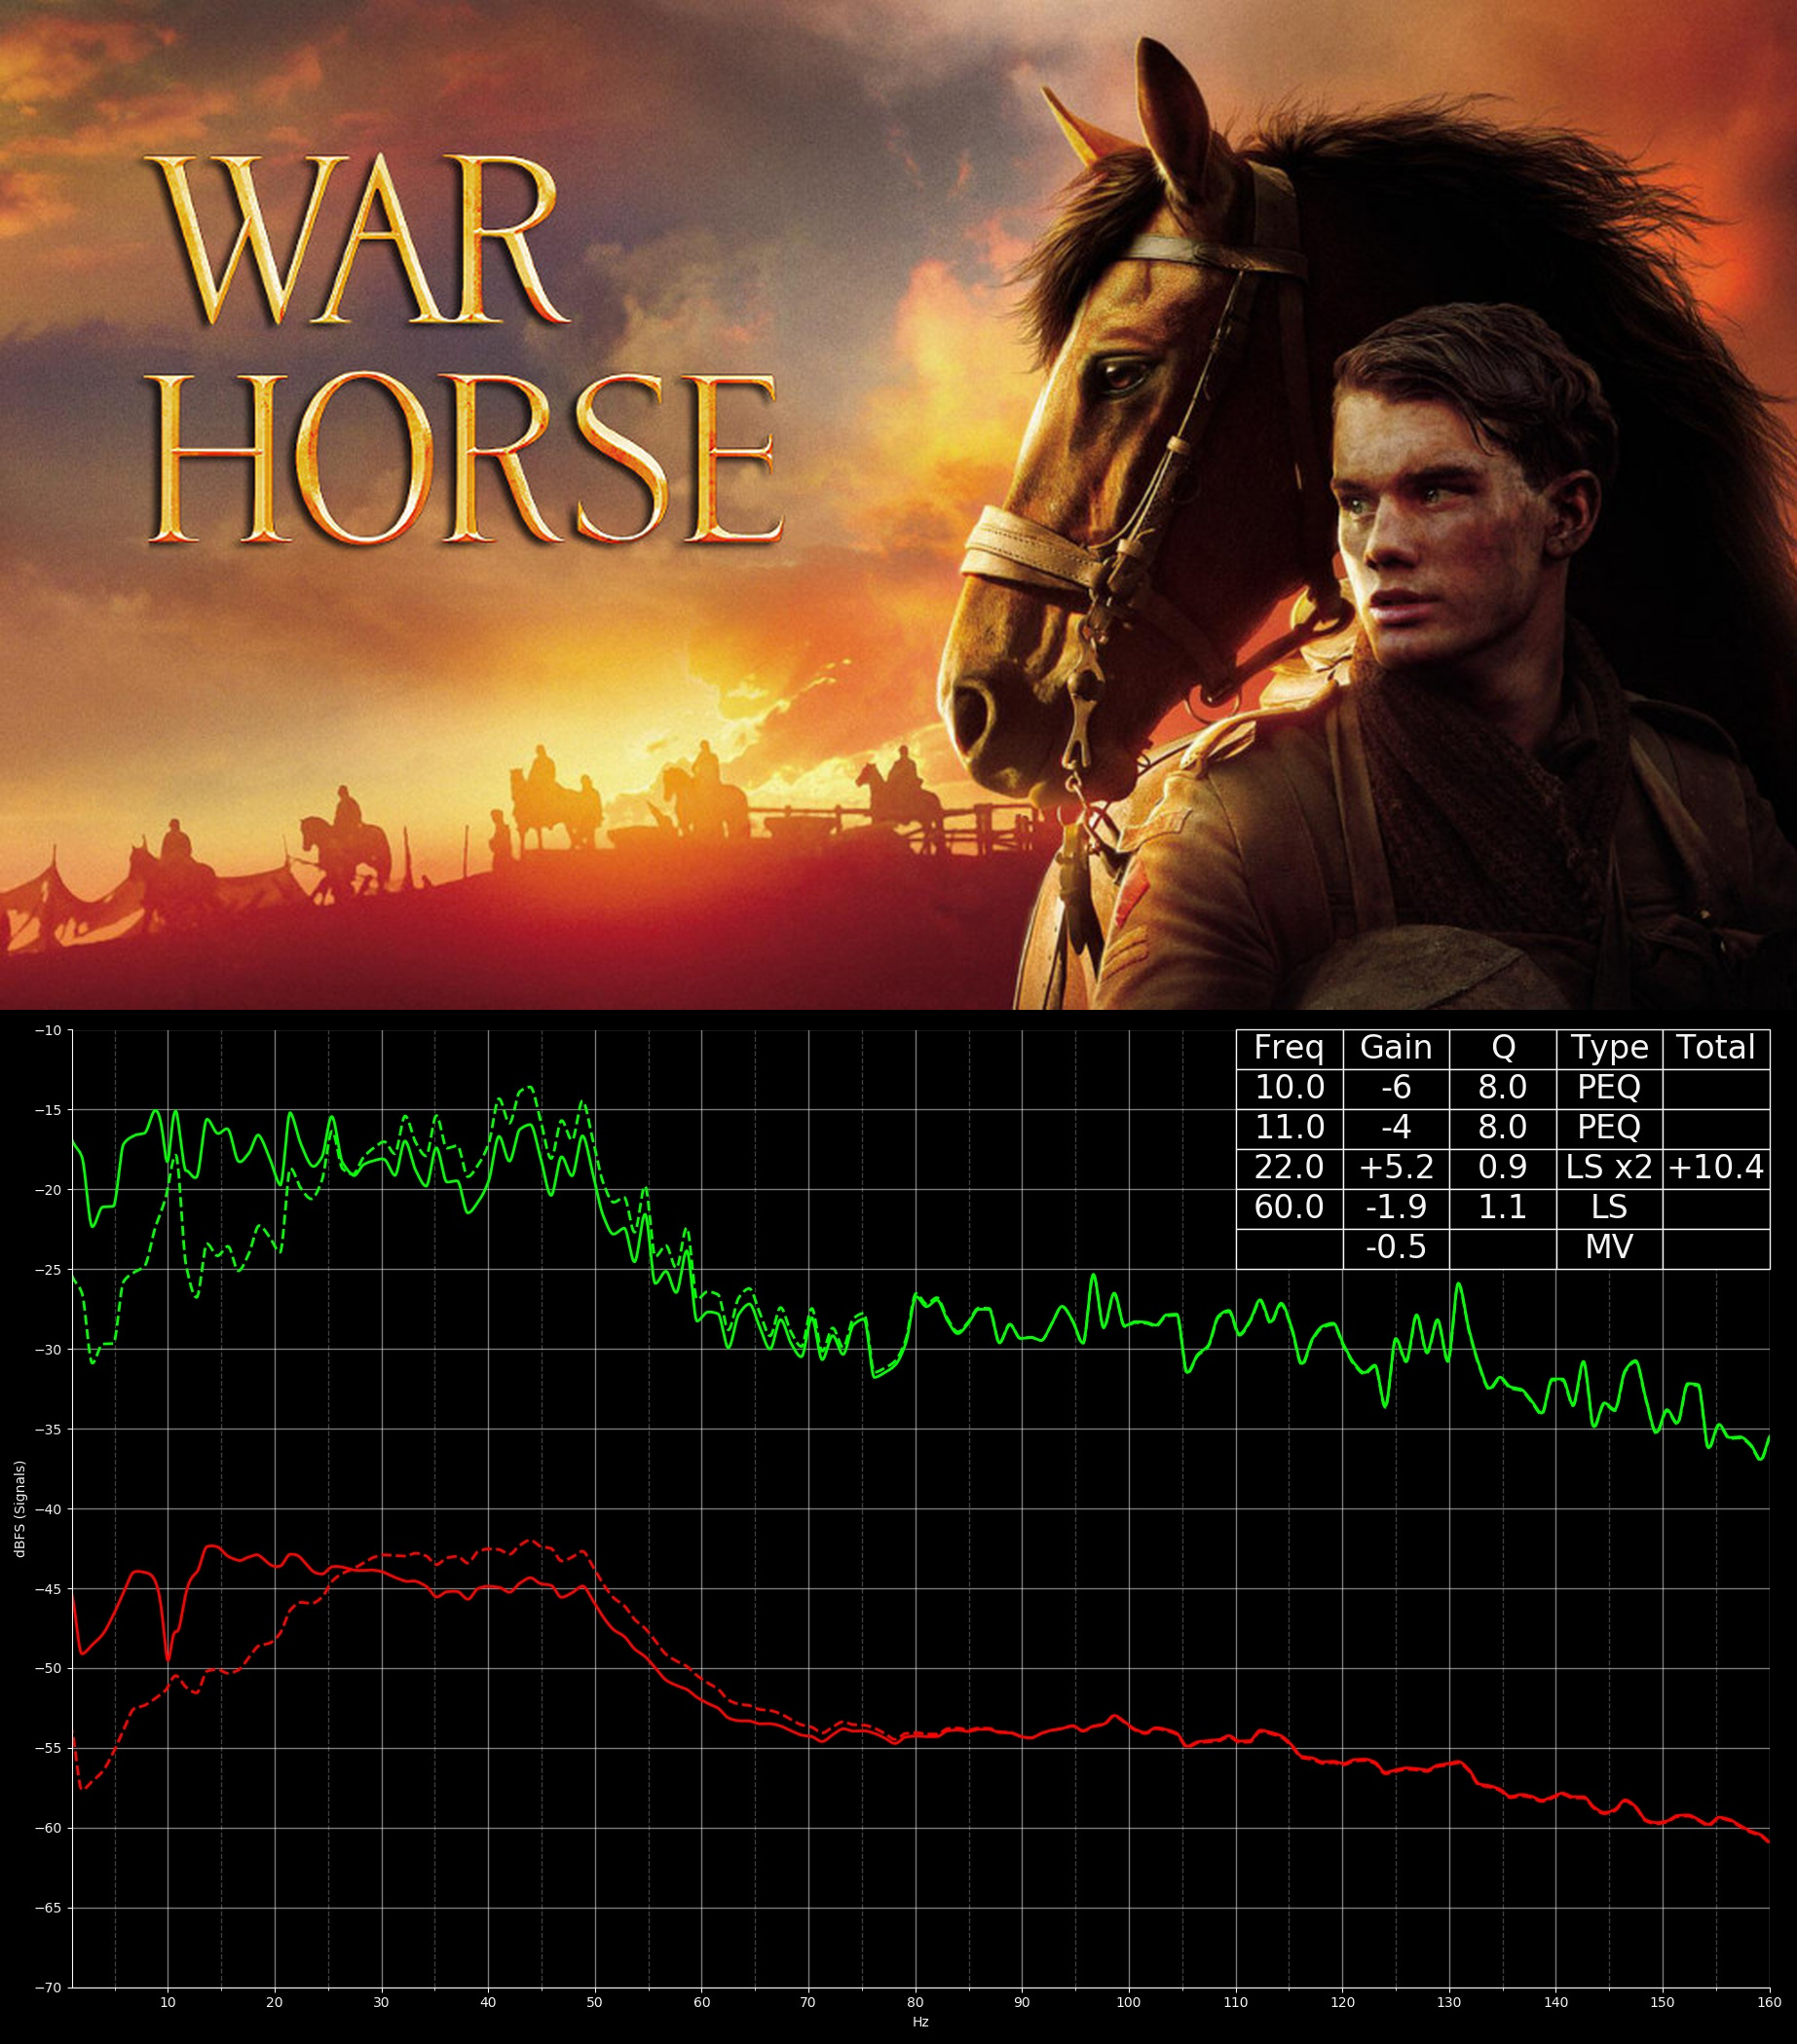 WAR
HORSE
Freq Gain Q Type Total
10.0 -6 8.0 PEQ
11.0 -4 8.0 PEQ
22.0 +5.2 0.9 LS x2 +10.4
60.0 -1.9 1.1 LS
-0.5 MV
−10
−15
−20
−25
−30
−35
−40
−45
−50
−55
−60
−65
−70
dBFS (Signals)
10 20 30 40 50 60 70 80 90 100 110 120 130 140 150 160
Hz